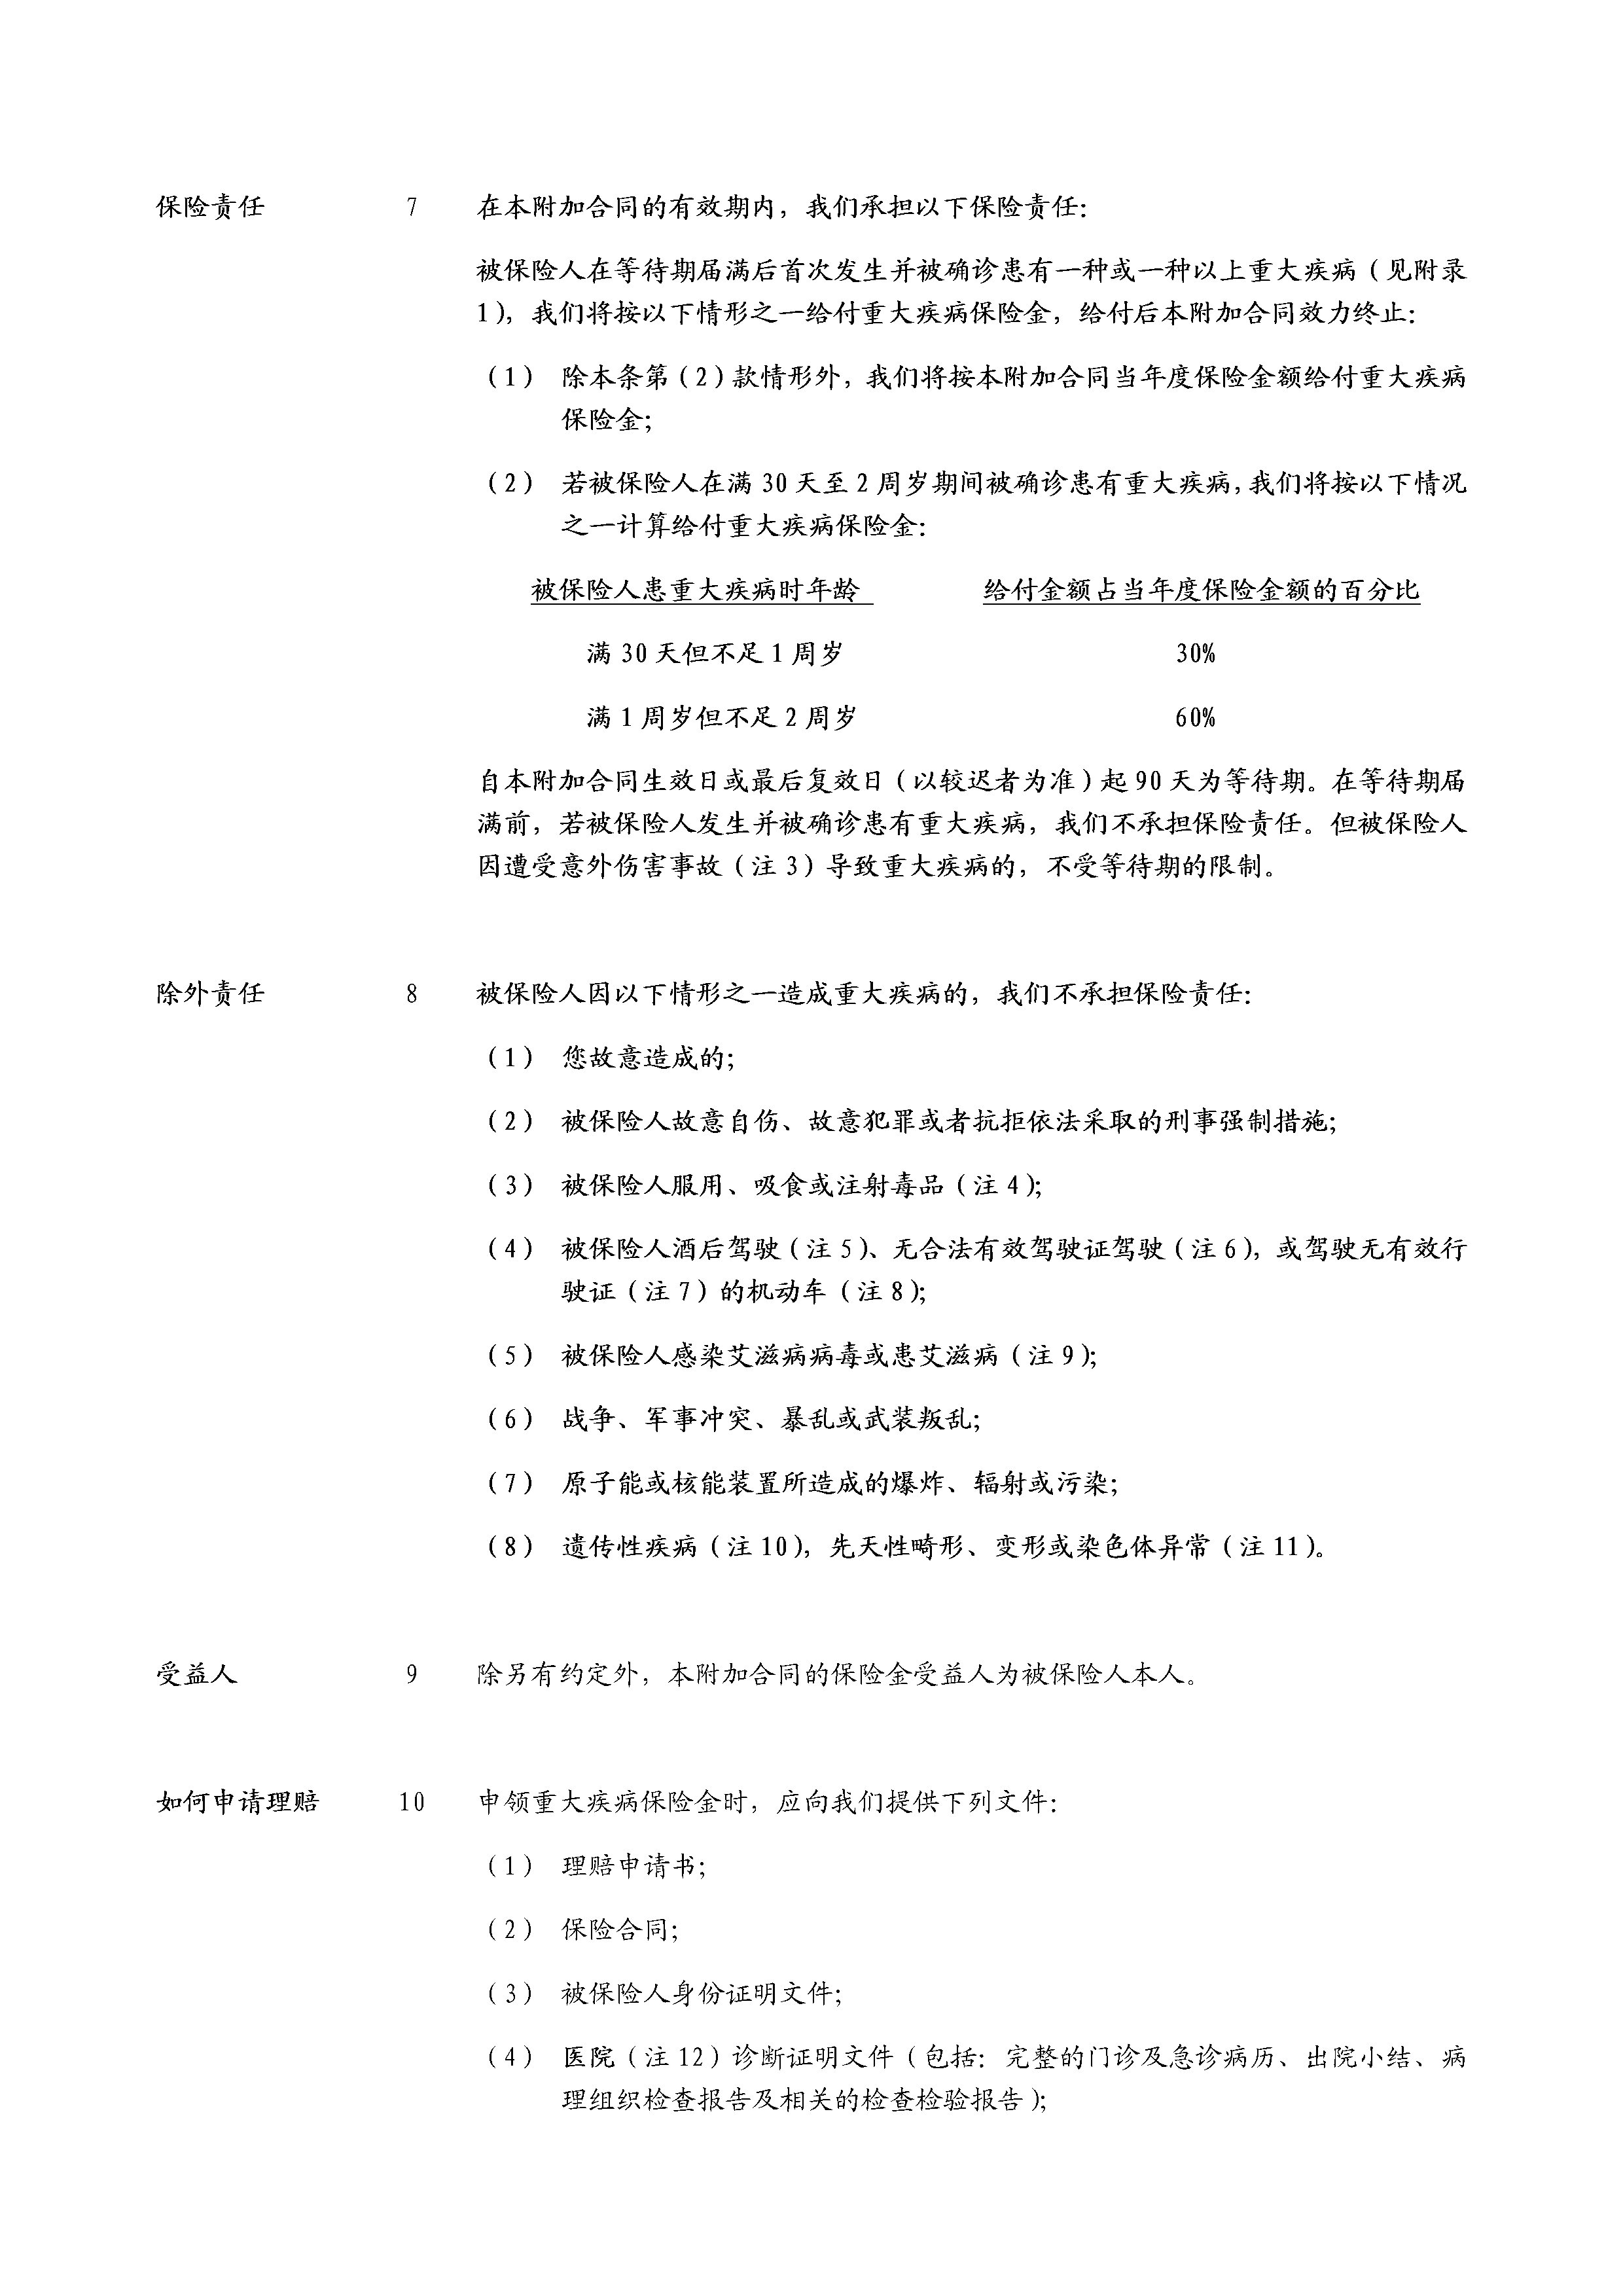 保险责任 7 在本附加合同的有效期内，我们承担以下保险责任：
被保险人在等待期届满后首次发生并被确诊患有一种或一种以上重大疾病（见附录
1），我们将按以下情形之一给付重大疾病保险金，给付后本附加合同效力终止：
（1） 除本条第（2）款情形外，我们将按本附加合同当年度保险金额给付重大疾病
保险金；
（2） 若被保险人在满 30 天至 2 周岁期间被确诊患有重大疾病，我们将按以下情况
之一计算给付重大疾病保险金：
被保险人患重大疾病时年龄 给付金额占当年度保险金额的百分比
满 30 天但不足 1 周岁 30%
满 1 周岁但不足 2 周岁 60%
自本附加合同生效日或最后复效日（以较迟者为准）起 90 天为等待期。在等待期届
满前，若被保险人发生并被确诊患有重大疾病，我们不承担保险责任。但被保险人
因遭受意外伤害事故（注 3）导致重大疾病的，不受等待期的限制。
除外责任 8 被保险人因以下情形之一造成重大疾病的，我们不承担保险责任：
（1） 您故意造成的；
（2） 被保险人故意自伤、故意犯罪或者抗拒依法采取的刑事强制措施；
（3） 被保险人服用、吸食或注射毒品（注 4）；
（4） 被保险人酒后驾驶（注 5）、无合法有效驾驶证驾驶（注 6），或驾驶无有效行
驶证（注 7）的机动车（注 8）；
（5） 被保险人感染艾滋病病毒或患艾滋病（注 9）；
（6） 战争、军事冲突、暴乱或武装叛乱；
（7） 原子能或核能装置所造成的爆炸、辐射或污染；
（8） 遗传性疾病（注 10），先天性畸形、变形或染色体异常（注 11）。
受益人 9 除另有约定外，本附加合同的保险金受益人为被保险人本人。
如何申请理赔 10 申领重大疾病保险金时，应向我们提供下列文件：
（1） 理赔申请书；
（2） 保险合同；
（3） 被保险人身份证明文件；
（4） 医院（注 12）诊断证明文件（包括：完整的门诊及急诊病历、出院小结、病
理组织检查报告及相关的检查检验报告）；